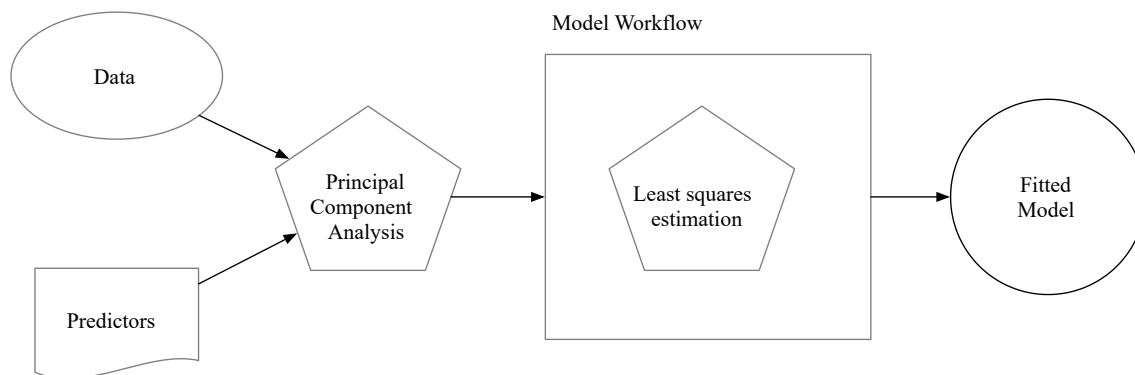 Model Workflow
Data
Principal
Component
Analysis
Least squares
estimation
Fitted
Model
Predictors